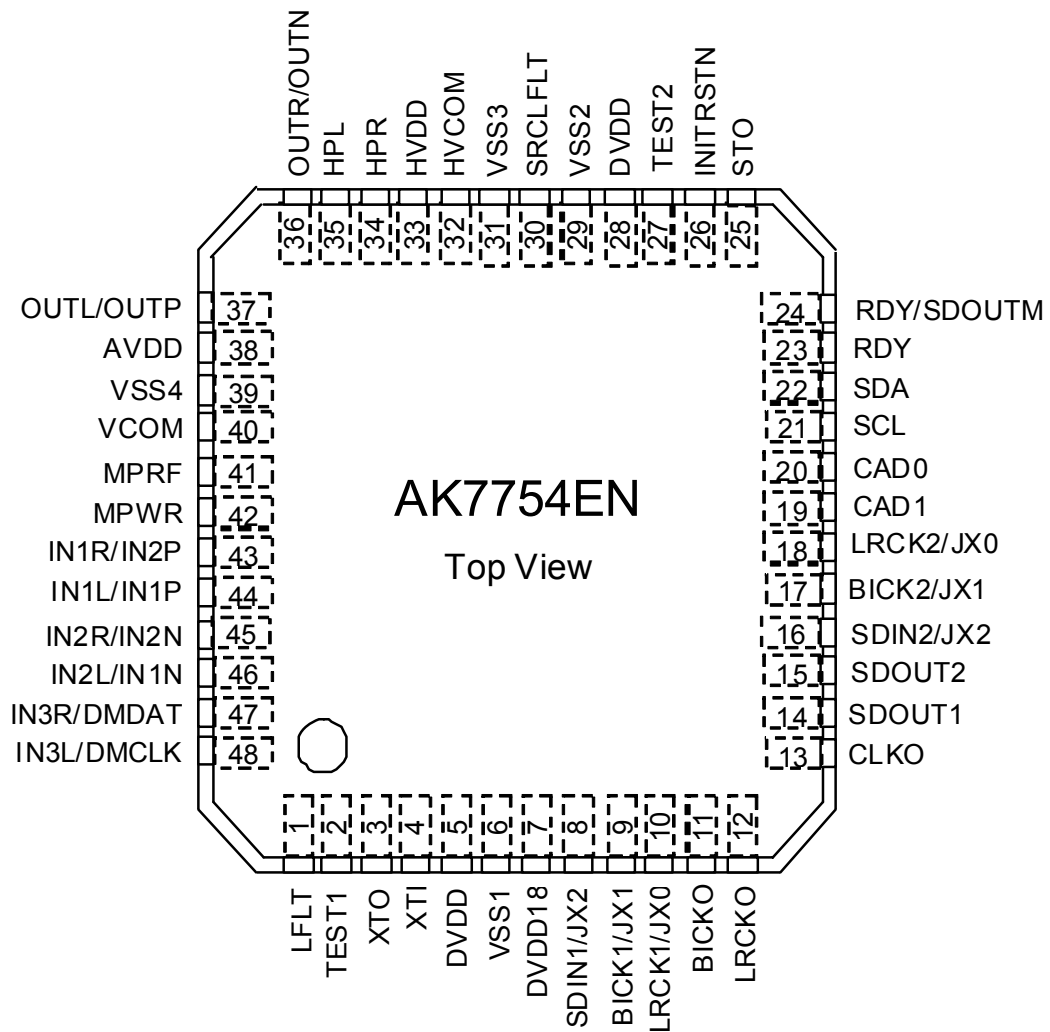 OUTR/OUTN
HPL
HPR
HVDD
HVCOM
VSS3
SRCLFLT
VSS2
DVDD
TEST2
INITRSTN
STO
36
35
34
33
32
31
30
29
28
27
26
25
OUTL/OUTP 37
AVDD 38
VSS4 39
VCOM 40
MPRF 41
MPWR 42
IN1R/IN2P 43
IN1L/IN1P 44
IN2R/IN2N 45
IN2L/IN1N 46
IN3R/DMDAT 47
IN3L/DMCLK 48
AK7754EN
Top View
24 RDY/SDOUTM
23 RDY
22 SDA
21 SCL
20 CAD0
19 CAD1
18 LRCK2/JX0
17 BICK2/JX1
16 SDIN2/JX2
15 SDOUT2
14 SDOUT1
13 CLKO
1
2
3
4
5
6
7
8
9
10
11
12
LFLT
TEST1
XTO
XTI
DVDD
VSS1
DVDD18
SDIN1/JX2
BICK1/JX1
LRCK1/JX0
BICKO
LRCKO